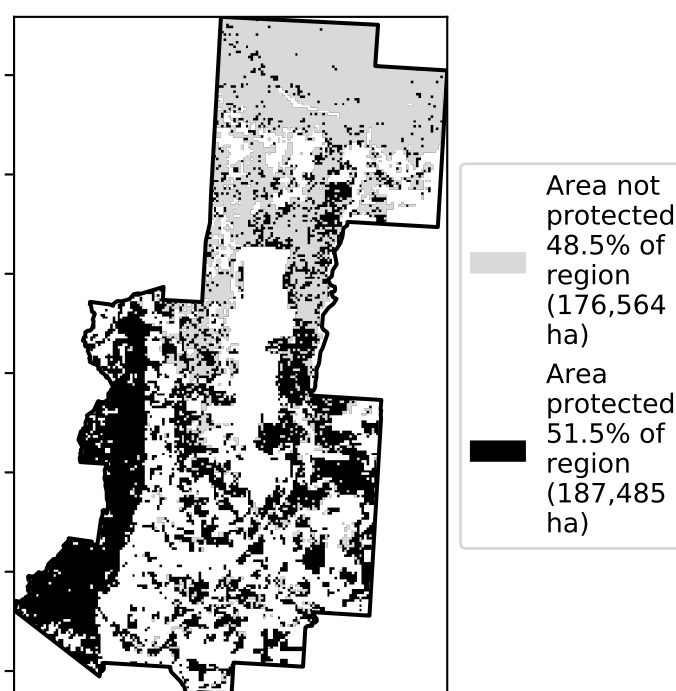 Area not
protected
48.5% of
region
(176,564
ha)
Area
protected
51.5% of
region
(187,485
ha)